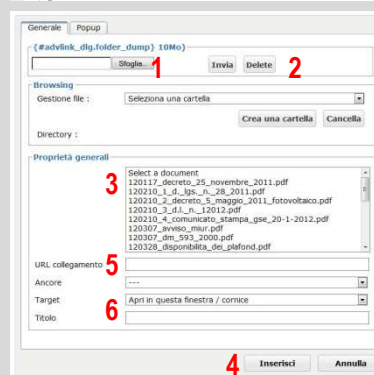 Generale Popup
{#advlink_dlg.folder_dump} 10Mo)
Sfoglia... 1 Invia Delete 2
Browsing
Gestione file : Seleziona una cartella
Crea una cartella Cancella
Directory :
Proprietà generali
Select a document
3 120117_decreto_25_novembre_2011.pdf
120210_1_d._lgs._n._28_2011.pdf
120210_2_decreto_5_maggio_2011_fotovoltaico.pdf
120210_3_d.l._n._12012.pdf
120210_4_comunicato_stampa_gse_20-1-2012.pdf
120307_avviso_miur.pdf
120307_dm_593_2000.pdf
120328_disponibilita_dei_plafond.pdf
URL collegamento 5
Ancore ---
Target 6 Apri in questa finestra / cornice
Titolo
4 Inserisci Annulla